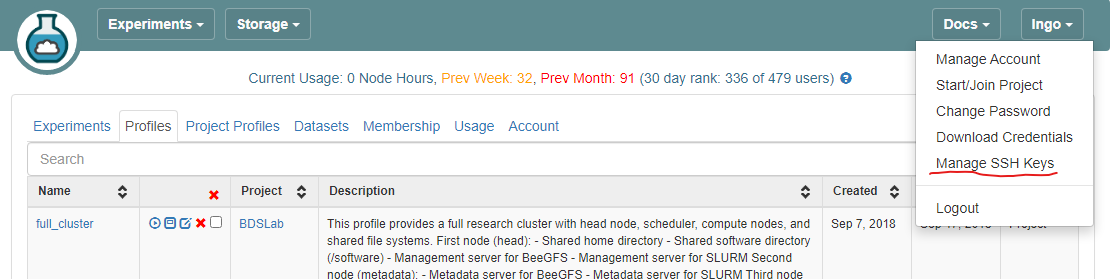 Experiments Storage Docs Ingo
Current Usage: 0 Node Hours, Prev Week: 32, Prev Month: 91 (30 day rank: 336 of 479 users)
Manage Account
Start/Join Project
Change Password
Download Credentials
Manage SSH Keys
Logout
Experiments Profiles Project Profiles Datasets Membership Usage Account
Search
Name Project Description Created
full_cluster BDSLab
This profile provides a full research cluster with head node, scheduler, compute nodes, and
shared file systems. First node (head): - Shared home directory - Shared software directory
(/software) - Management server for BeeGFS - Management server for SLURM Second
node (metadata): - Metadata server for BeeGFS - Metadata server for SLURM Third node
Sep 7, 2018